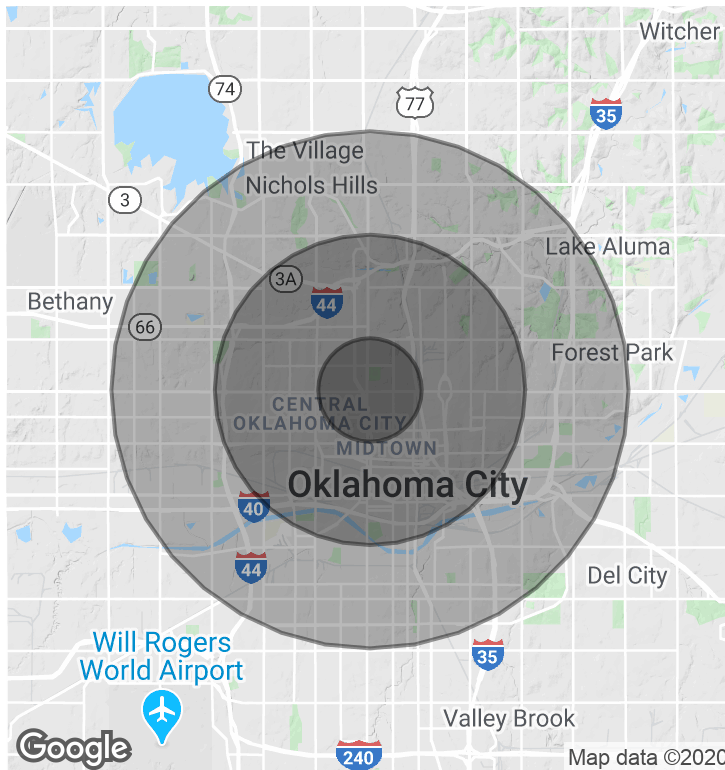 Witcher
74
77
35
The Village
Nichols Hills
3
Lake Aluma
3A
44
Bethany
66
Forest Park
CENTRAL
OKLAHOMA CITY
MIDTOWN
Oklahoma City
40
44
Del City
Will Rogers
World Airport
35
Valley Brook
Google
240
Map data ©2020